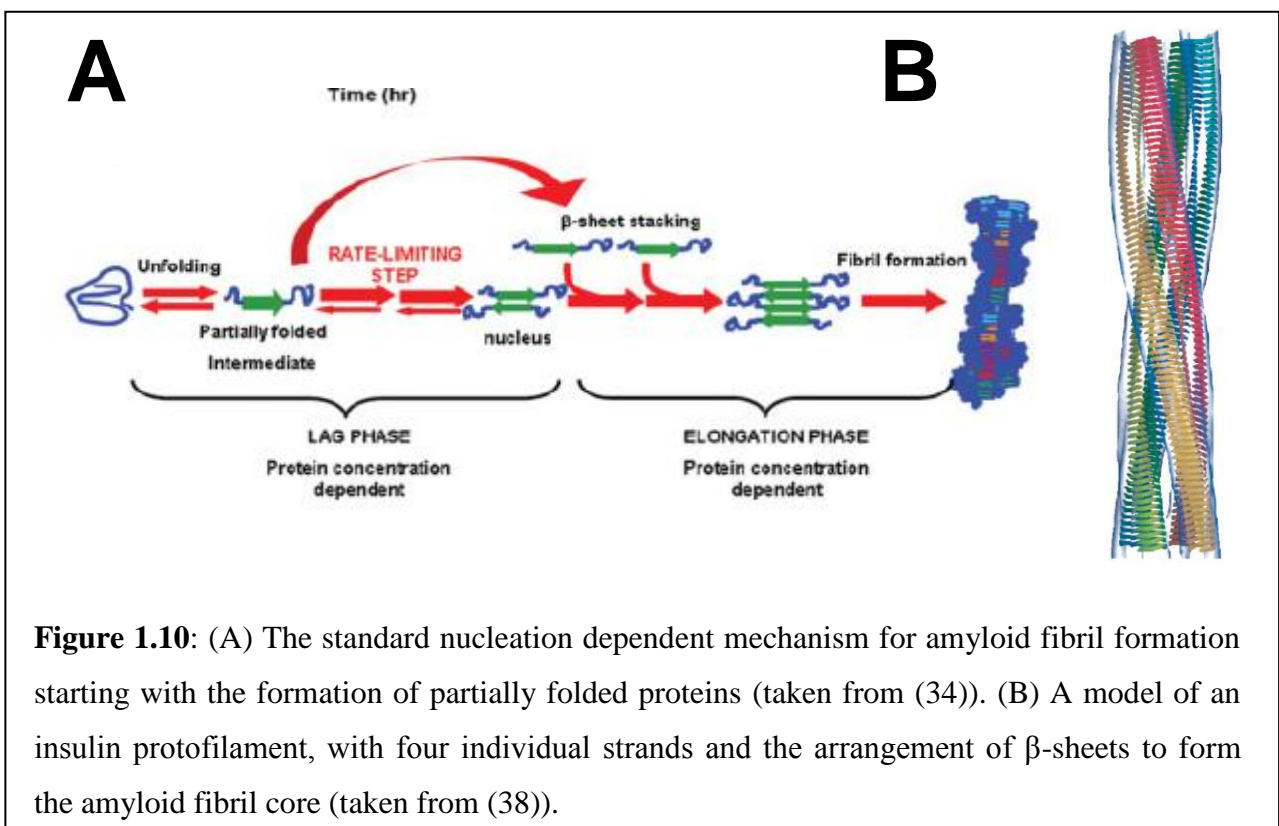 A
B
Time (hr)
β-sheet stacking
Unfolding
RATE-LIMITING
STEP
Fibril formation
Partially folded
Intermediate
nucleus
LAG PHASE
Protein concentration
dependent
ELONGATION PHASE
Protein concentration
dependent
Figure 1.10: (A) The standard nucleation dependent mechanism for amyloid fibril formation
starting with the formation of partially folded proteins (taken from (34)). (B) A model of an
insulin protofilament, with four individual strands and the arrangement of β-sheets to form
the amyloid fibril core (taken from (38)).